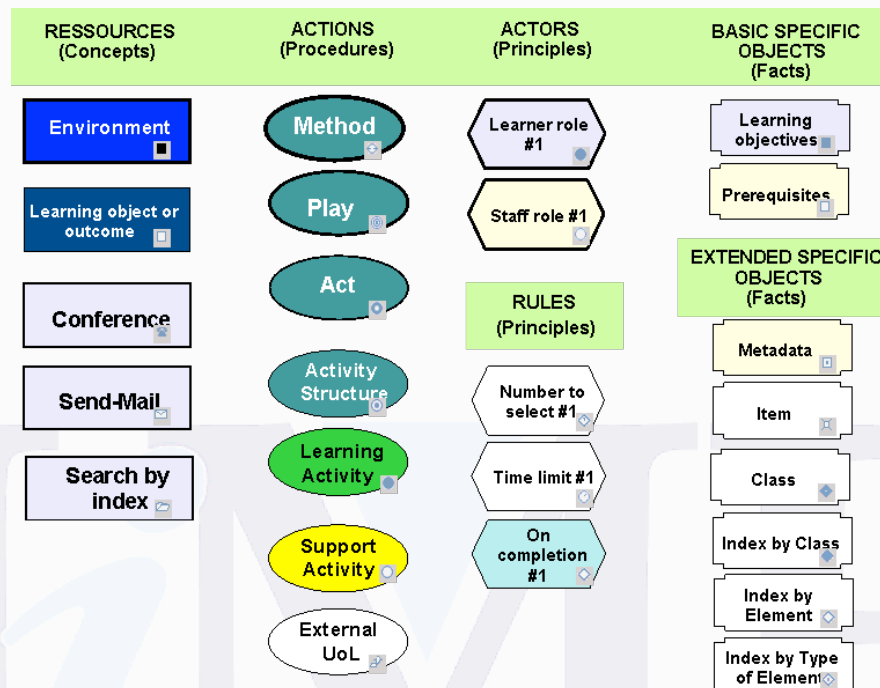 RESSOURCES
(Concepts)
Environment
Learning object or
outcome
Conference
Send-Mail
Search by
index
ACTIONS
(Procedures)
Method
Play
Act
Activity
Structure
Learning
Activity
Support
Activity
External
UoL
ACTORS
(Principles)
Learner role
#1
Staff role #1
RULES
(Principles)
Number to
select #1
Time limit #1
On
completion
#1
BASIC SPECIFIC
OBJECTS
(Facts)
Learning
objectives
Prerequisites
EXTENDED SPECIFIC
OBJECTS
(Facts)
Metadata
Item
Class
Index by Class
Index by
Element
Index by Type
of Element